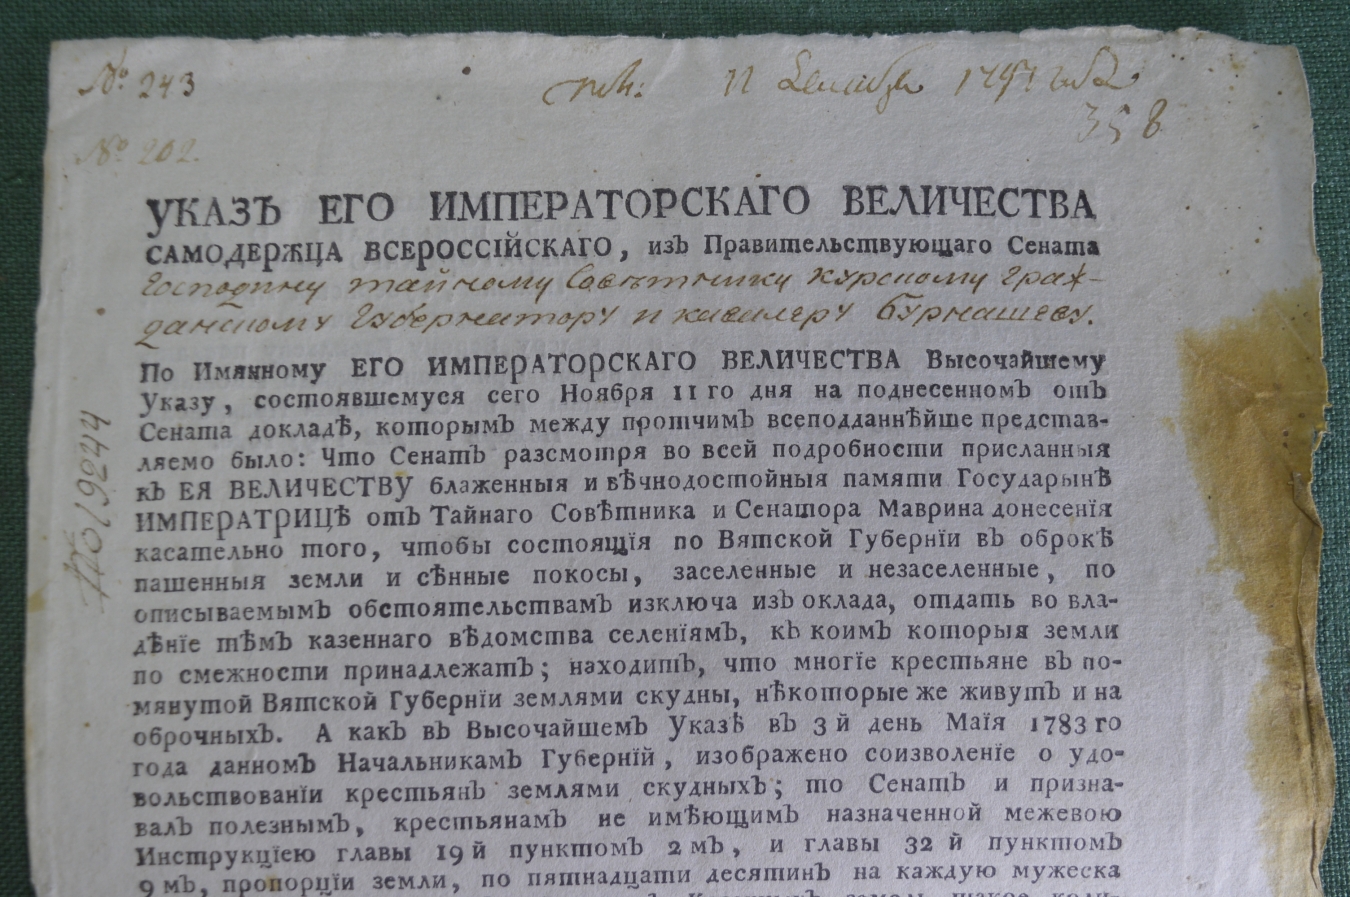 № 243
11 Декабря 1797 года
358
№ 202.
УКАЗЪ ЕГО ИМПЕРАТОРСКАГО ВЕЛИЧЕСТВА
САМОДЕРЖЦА ВСЕРОССІЙСКАГО, изъ Правительствующаго Сената
Господину тайному Совѣтнику курскому граж-
данскому Губернатору и кавалеру Бурнашеву.
По Имянному ЕГО ИМПЕРАТОРСКАГО ВЕЛИЧЕСТВА Высочайшему
Указу, состоявшемуся сего Ноября 11 го дня на поднесенномъ отъ
Сената докладѣ, которымъ между протчимъ всеподданнѣйше представ-
ляемо было: Что Сенатъ разсмотря во всей подробности присланныя
къ ЕЯ ВЕЛИЧЕСТВУ блаженныя и вѣчнодостойныя памяти Государынѣ
ИМПЕРАТРИЦѢ отъ Тайнаго Совѣтника и Сенатора Маврина донесенія
касательно того, чтобы состоящія по Вятской Губерніи въ оброкѣ
пашенныя земли и сѣнные покосы, заселенные и незаселенные, по
описываемымъ обстоятельствамъ изключа изъ оклада, отдать во вла-
дѣніе тѣмъ казеннаго вѣдомства селеніямъ, къ коимъ которыя земли
по смежности принадлежатъ; находитъ, что многіе крестьяне въ по-
мянутой Вятской Губерніи землями скудны, нѣкоторые же живутъ и на
оброчныхъ. А какъ въ Высочайшемъ Указѣ въ 3 й день Маія 1783 го
года данномъ Начальникамъ Губерній, изображено соизволеніе о удо-
вольствованіи крестьянъ землями скудныхъ; то Сенатъ и призна-
валъ полезнымъ, крестьянамъ не имѣющимъ назначенной межевою
Инструкціею главы 19 й пунктомъ 2 мъ, и главы 32 й пунктомъ
9 мъ, пропорціи земли, по пятнадцати десятинъ на каждую мужеска
№ 019244